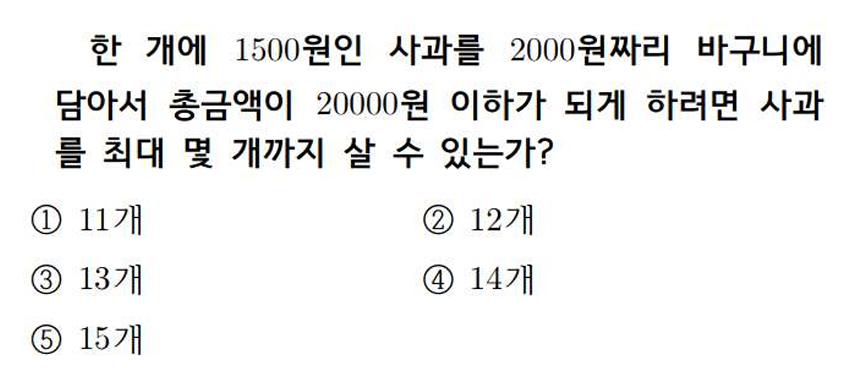 한 개에 1500원인 사과를 2000원짜리 바구니에
담아서 총금액이 20000원 이하가 되게 하려면 사과
를 최대 몇 개까지 살 수 있는가?
① 11개 ② 12개
③ 13개 ④ 14개
⑤ 15개